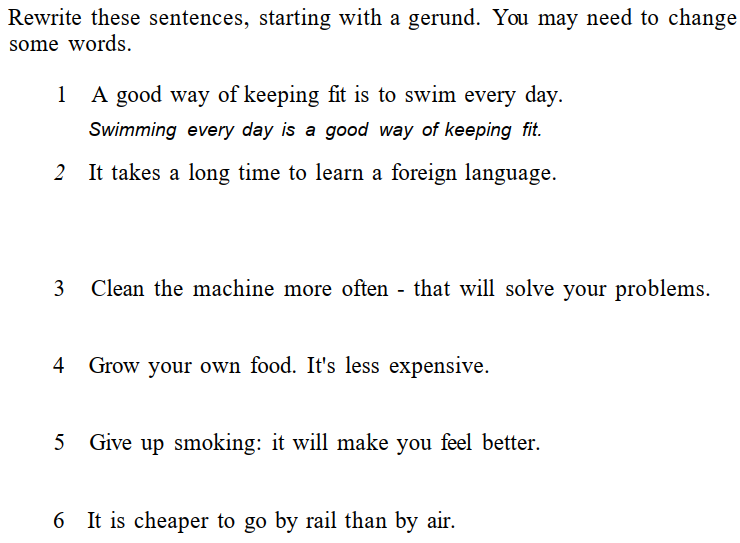 Rewrite these sentences, starting with a gerund. You may need to change
some words.
1 A good way of keeping fit is to swim every day.
Swimming every day is a good way of keeping fit.
2 It takes a long time to learn a foreign language.
3 Clean the machine more often - that will solve your problems.
4 Grow your own food. It's less expensive.
5 Give up smoking: it will make you feel better.
6 It is cheaper to go by rail than by air.